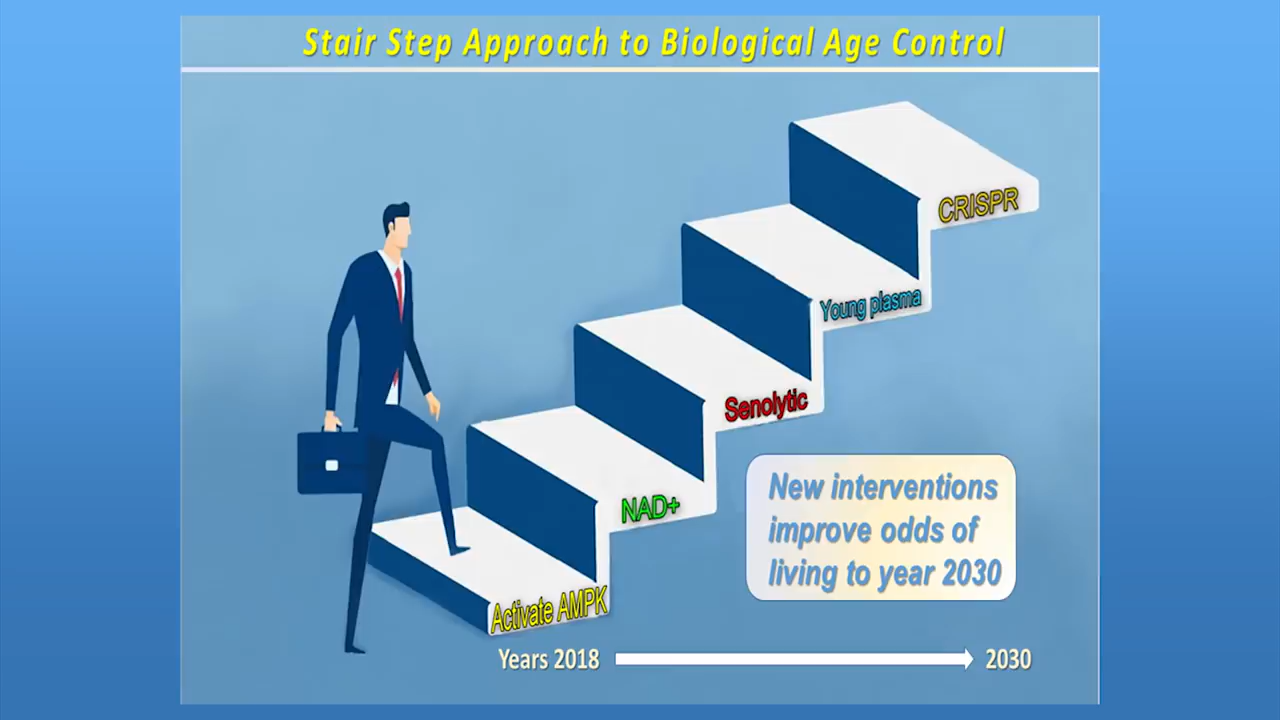 Stair Step Approach to Biological Age Control
CRISPR
Young plasma
Senolytic
NAD+
Activate AMPK
New interventions
improve odds of
living to year 2030
Years 2018
2030